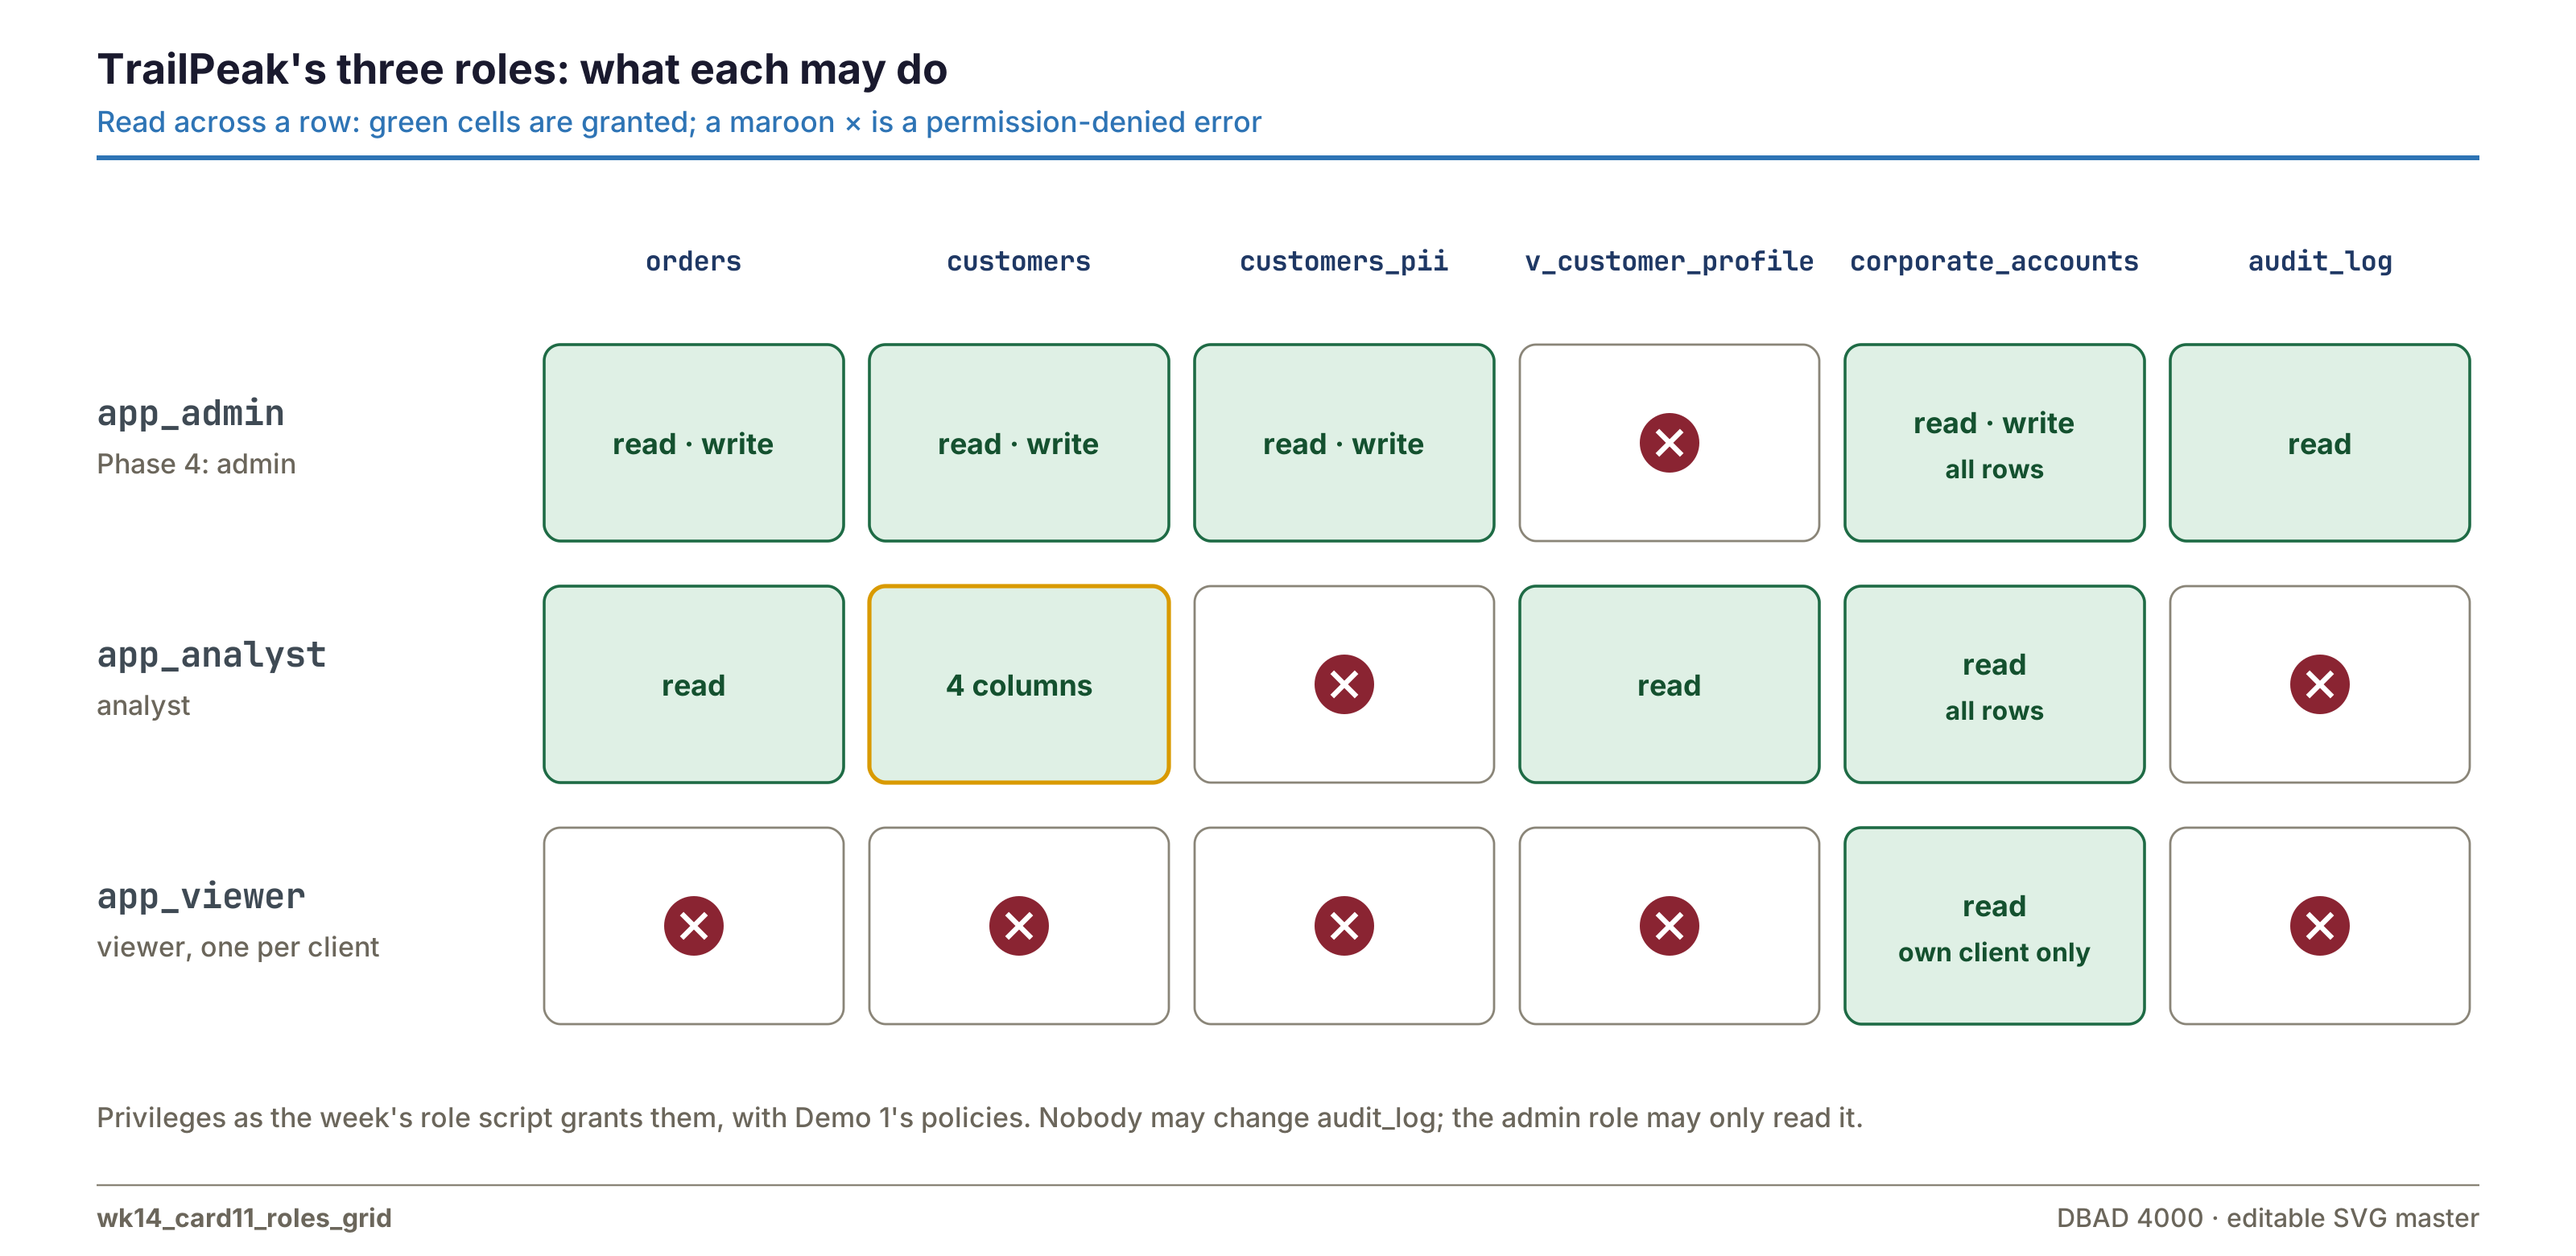 TrailPeak's three roles: what each may do
Read across a row: green cells are granted; a maroon × is a permission-denied error
orders customers customers_pii v_customer_profile corporate_accounts audit_log
app_admin
Phase 4: admin
read · write
read · write
read · write
read · write
all rows
read
app_analyst
analyst
read
4 columns
read
read
all rows
app_viewer
viewer, one per client
read
own client only
Privileges as the week's role script grants them, with Demo 1's policies. Nobody may change audit_log; the admin role may only read it.
wk14_card11_roles_grid
DBAD 4000 · editable SVG master